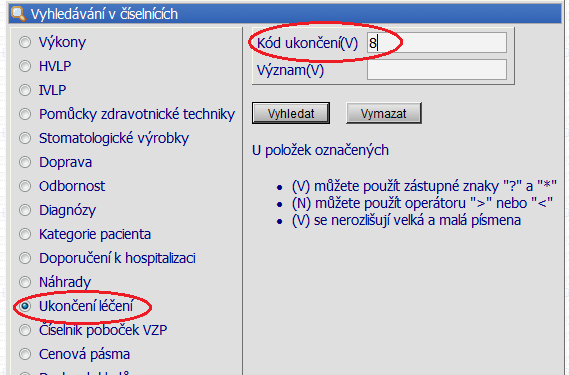 Vyhledávání v číselnících
Výkony
HVLP
IVLP
Pomůcky zdravotnické techniky
Stomatologické výrobky
Doprava
Odbornost
Diagnózy
Kategorie pacienta
Doporučení k hospitalizaci
Náhrady
Ukončení léčení
Číselník poboček VZP
Cenová pásma
Kód ukončení(V) 8
Význam(V)
Vyhledat Vymazat
U položek označených
• (V) můžete použít zástupné znaky "?" a "*"
• (N) můžete použít operátoru ">" nebo "<"
• (V) se nerozlišují velká a malá písmena